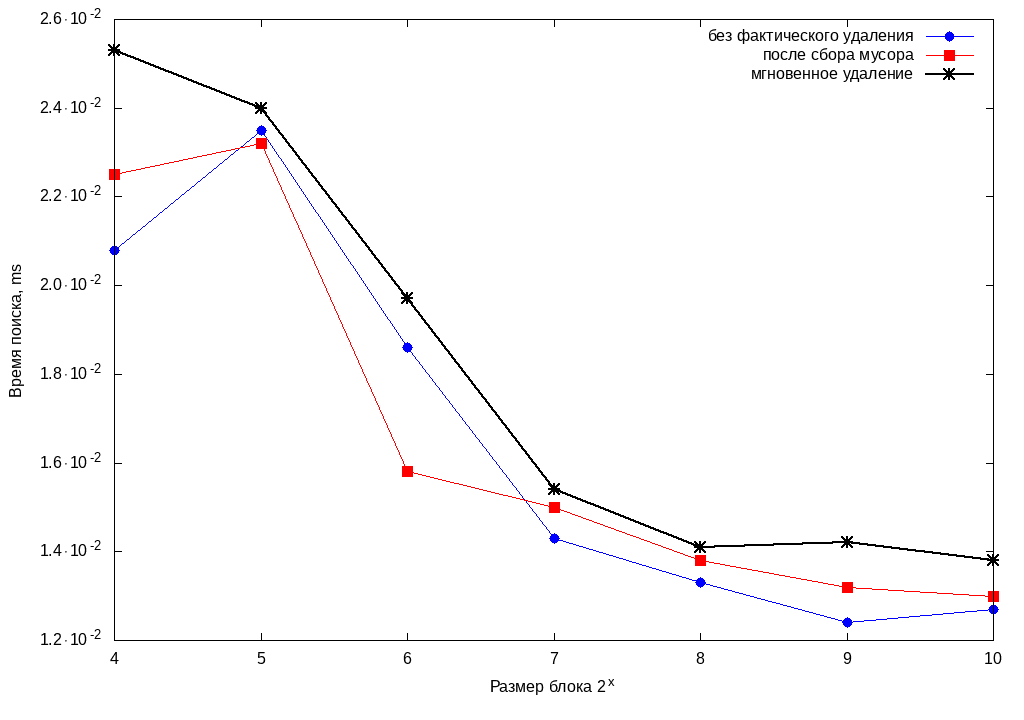 2.6·10⁻²
2.4·10⁻²
2.2·10⁻²
2.0·10⁻²
1.8·10⁻²
1.6·10⁻²
1.4·10⁻²
1.2·10⁻²
Время поиска, ms
без фактического удаления
после сбора мусора
мгновенное удаление
4 5 6 7 8 9 10
Размер блока 2ˣ